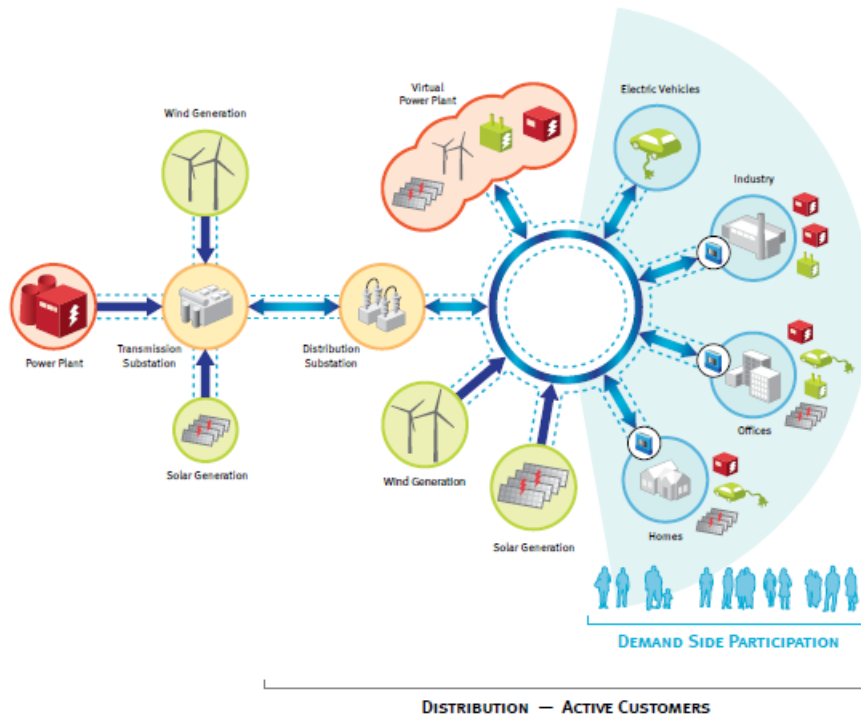 Wind Generation
Virtual
Power Plant
Electric Vehicles
Industry
Power Plant
Transmission
Substation
Distribution
Substation
Offices
Solar Generation
Wind Generation
Solar Generation
Homes
DEMAND SIDE PARTICIPATION
DISTRIBUTION — ACTIVE CUSTOMERS